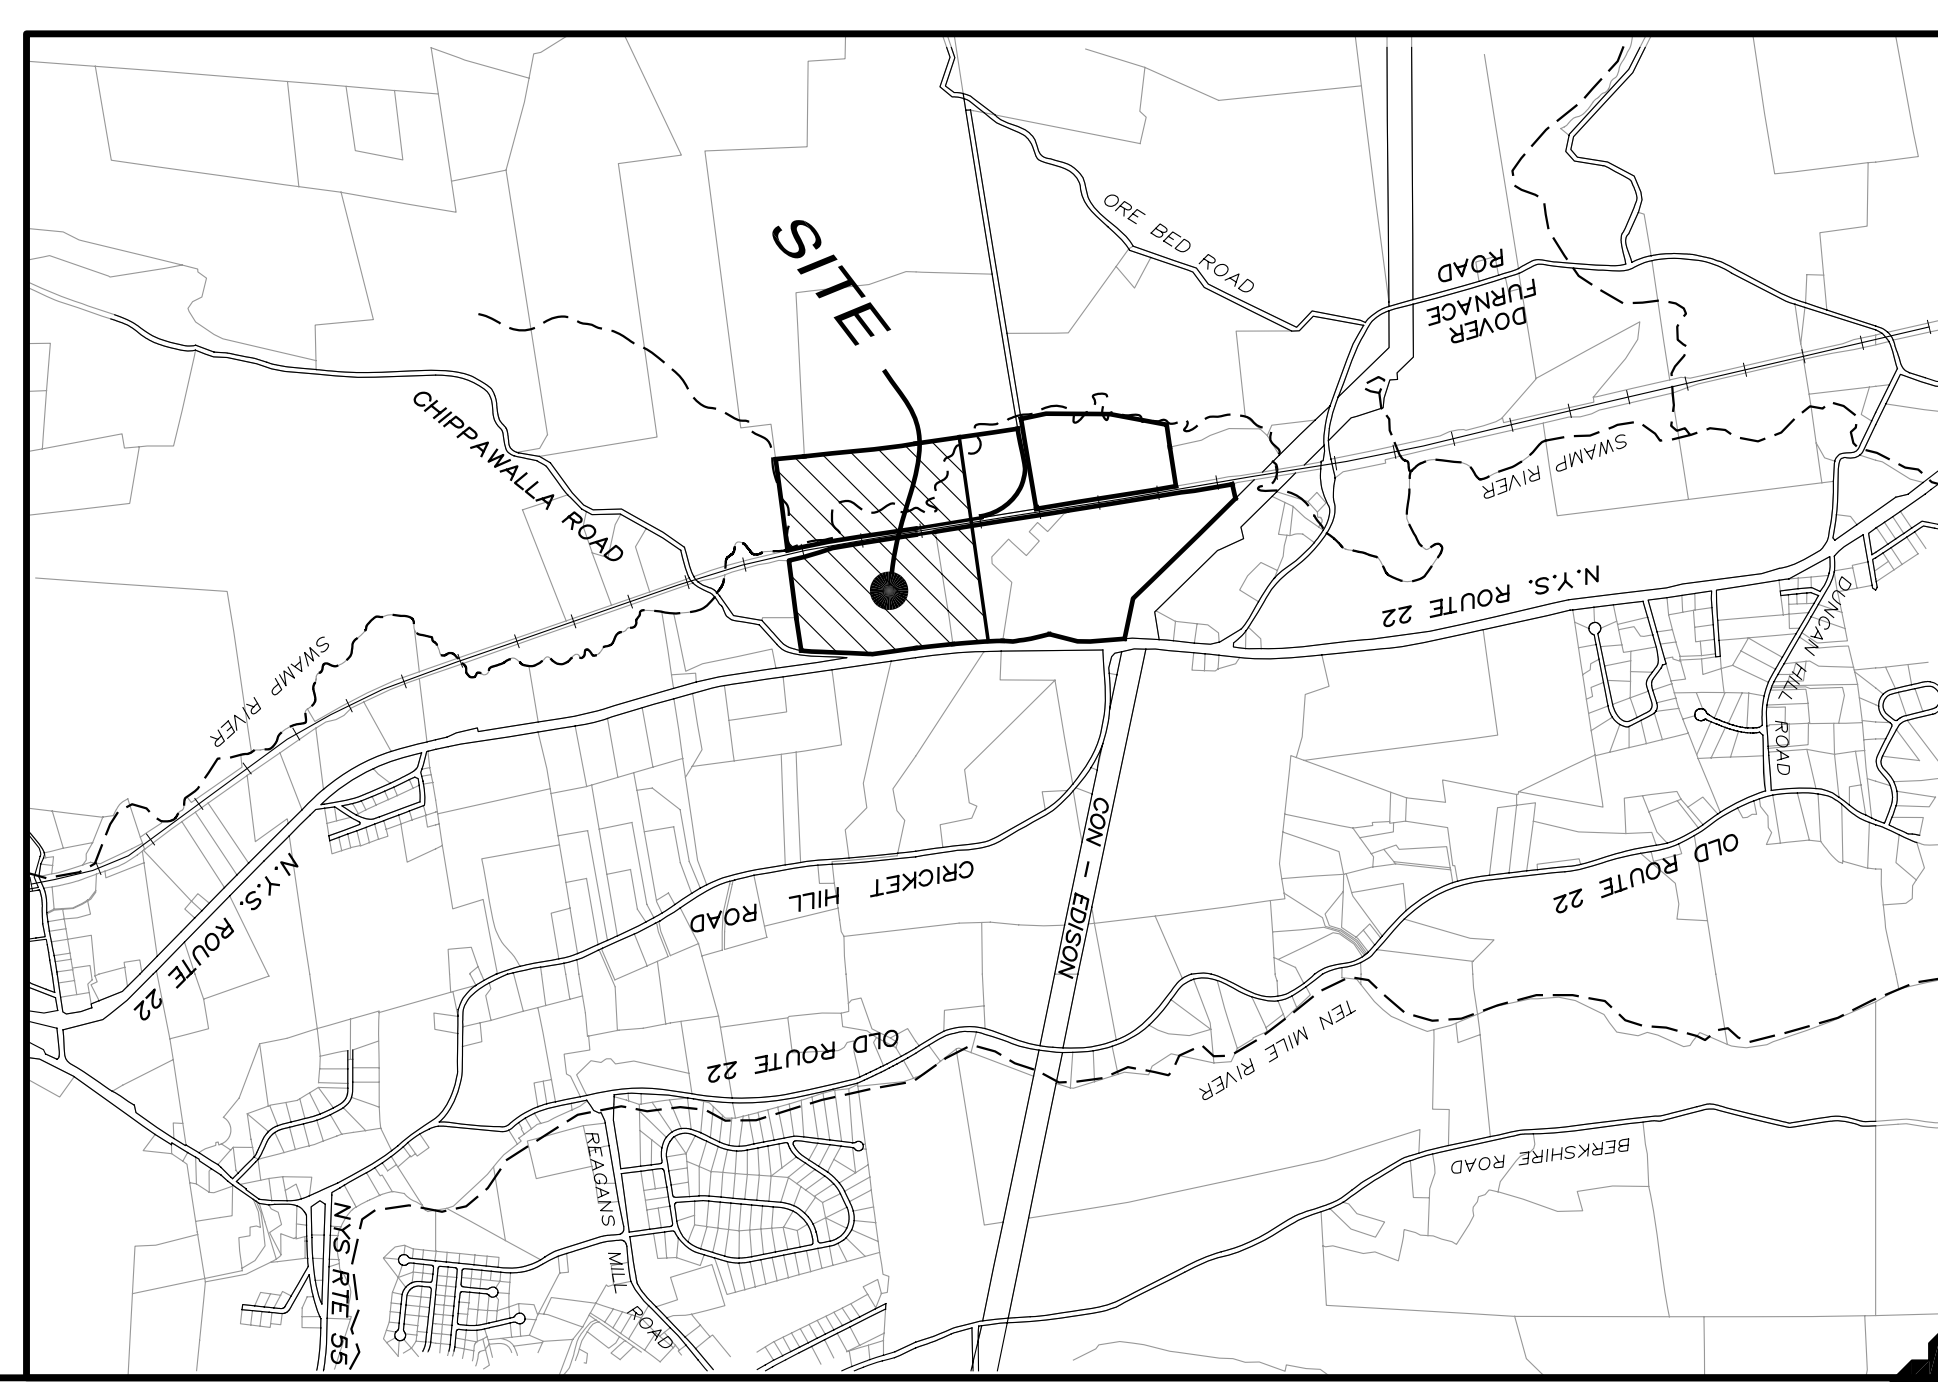 SITE
ORE BED ROAD
DOVER
FURNACE
ROAD
CHIPPAWALLA ROAD
SWAMP RIVER
SWAMP RIVER
N.Y.S. ROUTE 22
DUNCAN HILL ROAD
N.Y.S. ROUTE 22
CRICKET HILL ROAD
CON - EDISON
OLD ROUTE 22
OLD ROUTE 22
TEN MILE RIVER
BERKSHIRE ROAD
REAGANS MILL ROAD
NYS RTE 55